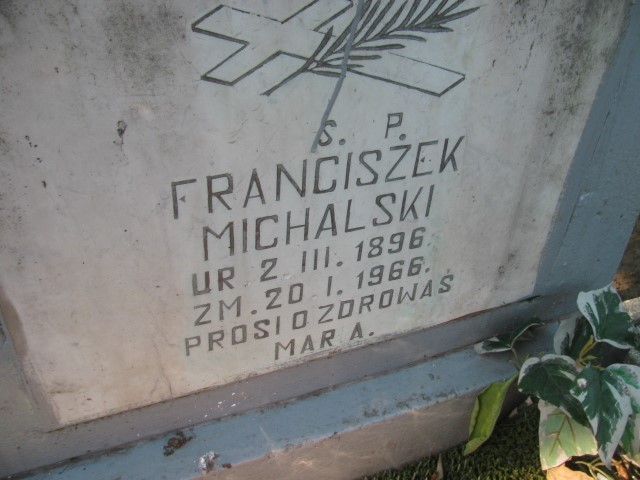 Ś. P.
FRANCISZEK
MICHALSKI
UR. 2 III. 1896.
ZM. 20 I. 1966.
PROSI O ZDROWAŚ
MAR A.